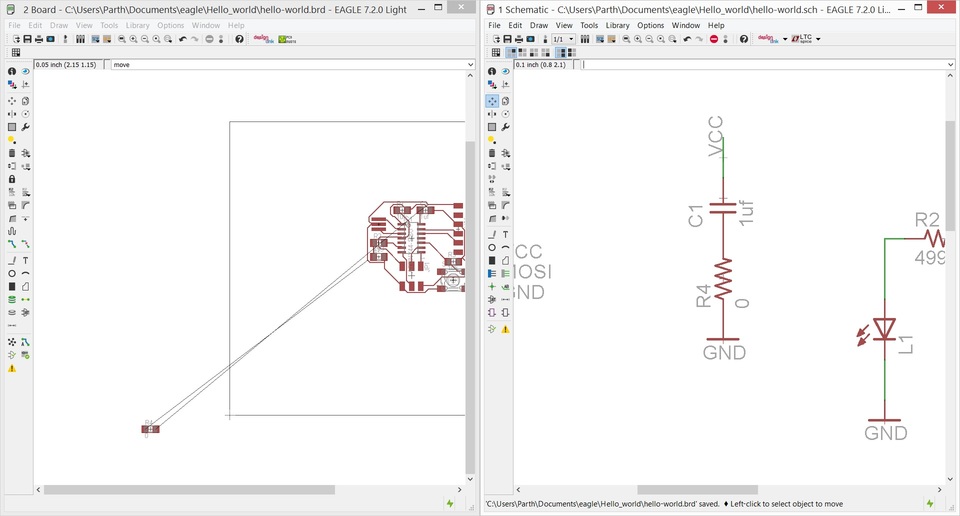 2 Board - C:\Users\Parth\Documents\eagle\Hello_world\hello-world.brd - EAGLE 7.2.0 Light
File Edit Draw View Tools Library Options Window Help
0.05 inch (2.15 1.15)
move
1 Schematic - C:\Users\Parth\Documents\eagle\Hello_world\hello-world.sch - EAGLE 7.2.0 Li...
File Edit Draw View Tools Library Options Window Help
1/1
0.1 inch (0.8 2.1)
VCC
C1
1uf
R4
0
GND
CC
IOSI
GND
R2
499
L1
GND
'C:\Users\Parth\Documents\eagle\Hello_world\hello-world.brd' saved. ♦ Left-click to select object to move